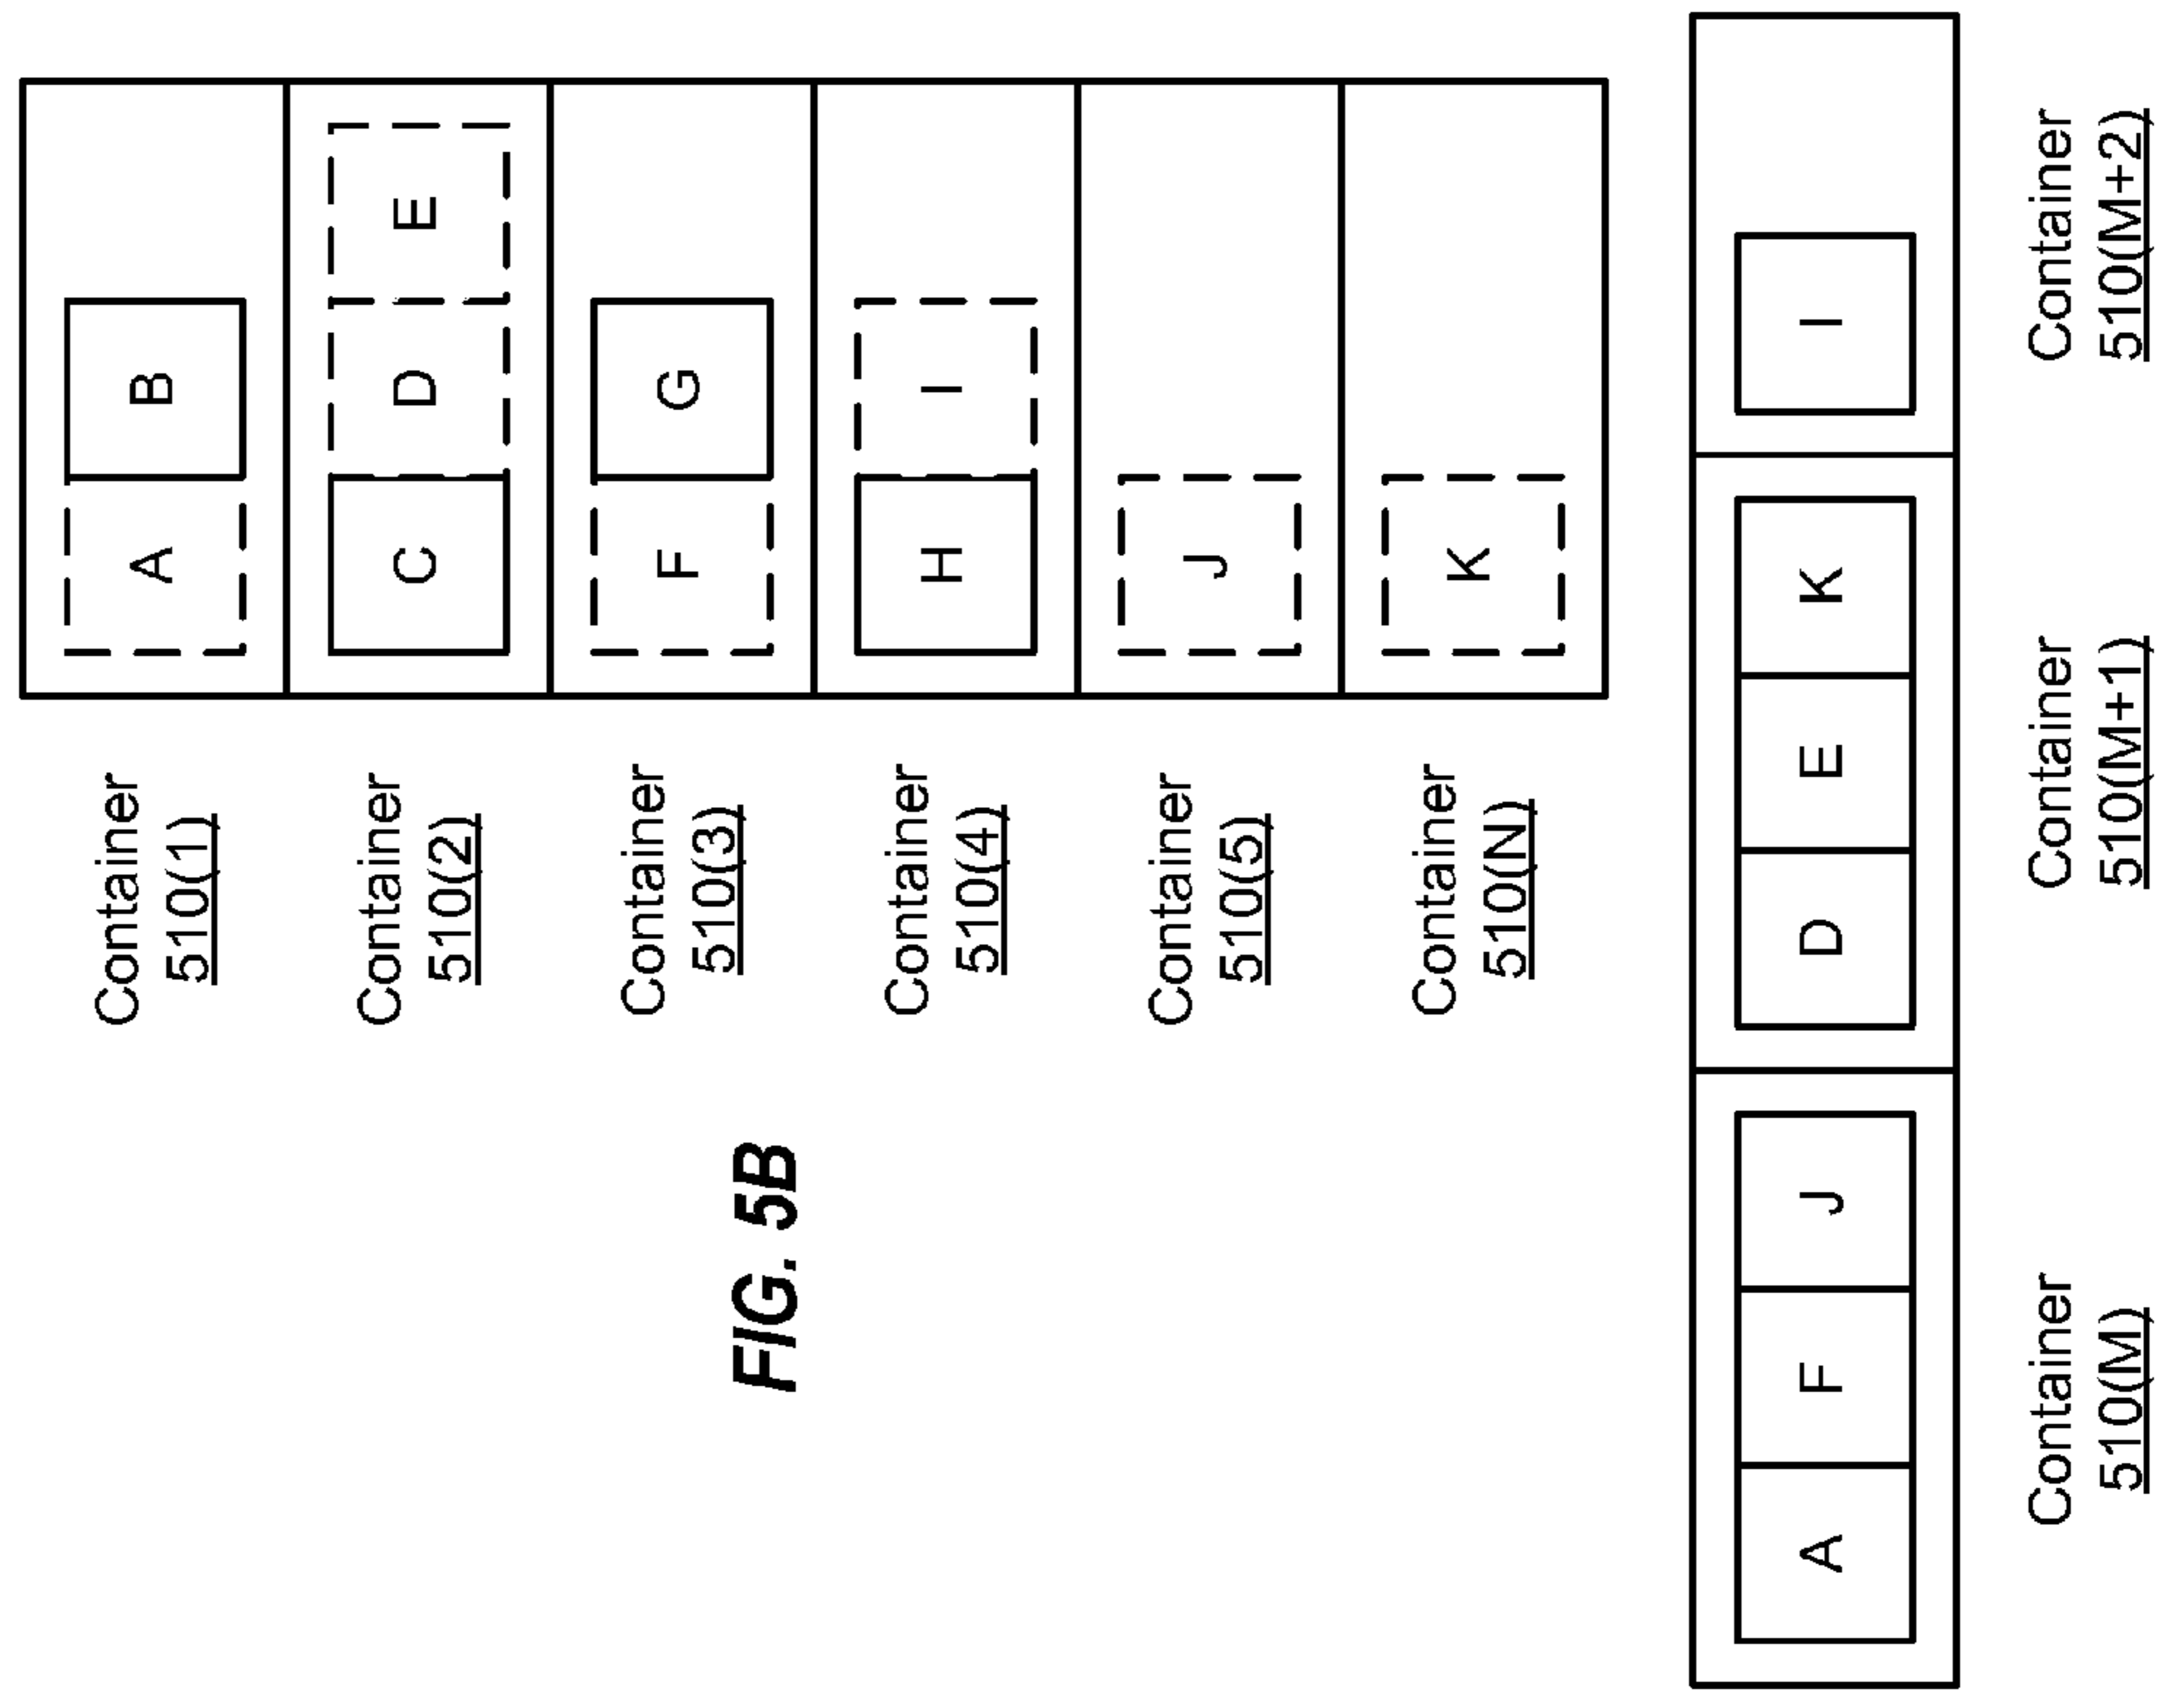 Container
510(1)
A B
Container
510(2)
C D E
Container
510(3)
F G
Container
510(4)
H I
Container
510(5)
J
Container
510(N)
K
FIG. 5B
A F J D E K I
Container
510(M)
Container
510(M+1)
Container
510(M+2)